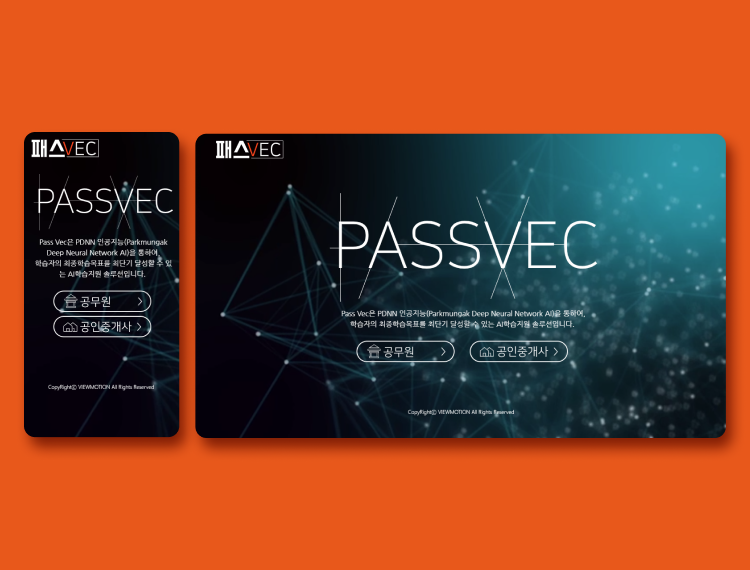 패스VEC
PASSVEC
Pass Vec은 PDNN 인공지능(Parkmungak
Deep Neural Network AI)을 통하여,
학습자의 최종학습목표를 최단기 달성할 수 있
는 AI학습지원 솔루션입니다.
공무원
공인중개사
CopyRightⓒ VIEWMOTION All Rights Reserved
패스VEC
PASSVEC
Pass Vec은 PDNN 인공지능(Parkmungak Deep Neural Network AI)을 통하여,
학습자의 최종학습목표를 최단기 달성할 수 있는 AI학습지원 솔루션입니다.
공무원
공인중개사
CopyRightⓒ VIEWMOTION All Rights Reserved